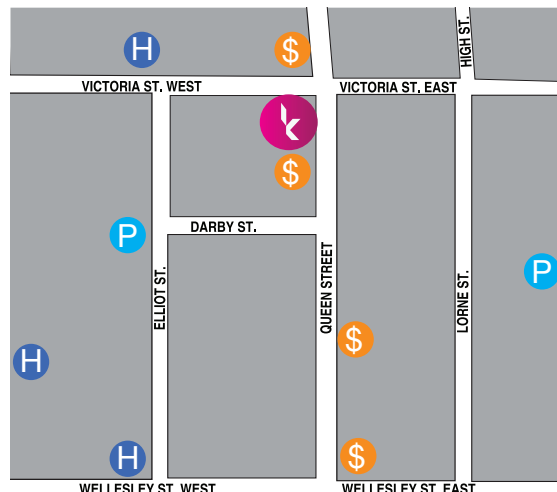 H
$
HIGH ST.
VICTORIA ST. WEST
VICTORIA ST. EAST
k
$
P
DARBY ST.
ELLIOT ST.
QUEEN STREET
LORNE ST.
P
$
H
H
$
WELLESLEY ST. WEST
WELLESLEY ST. EAST